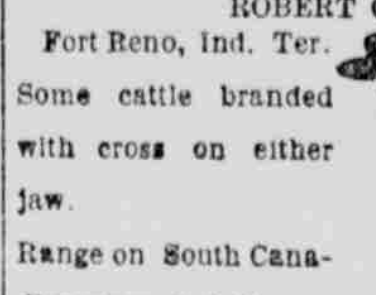 ROBERT
Fort Reno, Ind. Ter.
Some cattle branded
with cross on either
jaw.
Range on South Cana-